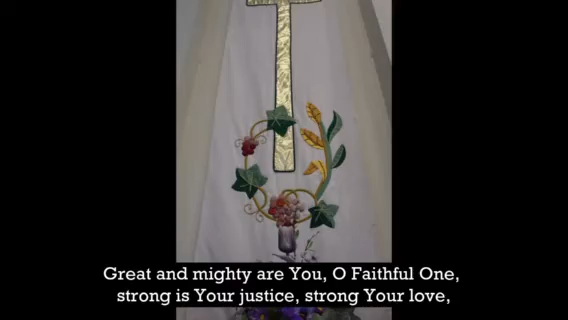 Great and mighty are You, O Faithful One,
strong is Your justice, strong Your love,